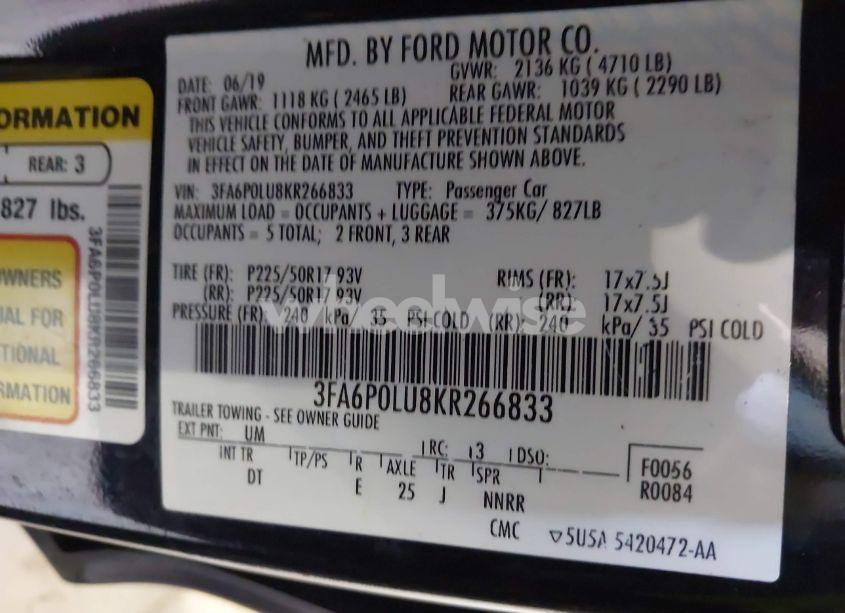 ORMATION
REAR: 3
827 lbs.
OWNERS
AL FOR
TIONAL
RMATION
3FA6P0LU8KR266833
MFD. BY FORD MOTOR CO.
DATE: 06/19 GVWR: 2136 KG ( 4710 LB)
FRONT GAWR: 1118 KG ( 2465 LB) REAR GAWR: 1039 KG ( 2290 LB)
THIS VEHICLE CONFORMS TO ALL APPLICABLE FEDERAL MOTOR
VEHICLE SAFETY, BUMPER, AND THEFT PREVENTION STANDARDS
IN EFFECT ON THE DATE OF MANUFACTURE SHOWN ABOVE.
VIN: 3FA6P0LU8KR266833 TYPE: Passenger Car
MAXIMUM LOAD = OCCUPANTS + LUGGAGE = 375KG/ 827LB
OCCUPANTS = 5 TOTAL; 2 FRONT, 3 REAR
TIRE (FR): P225/50R17 93V RIMS (FR): 17x7.5J
(RR): P225/50R17 93V (RR): 17x7.5J
PRESSURE (FR): 240 kPa/ 35 PSI COLD (RR): 240 kPa/ 35 PSI COLD
wheelwise
3FA6P0LU8KR266833
TRAILER TOWING - SEE OWNER GUIDE
EXT PNT: UM RC: 3 DSO: F0056
INT TR TP/PS R AXLE TR SPR R0084
DT E 25 J NNRR
CMC 5U5A 5420472-AA